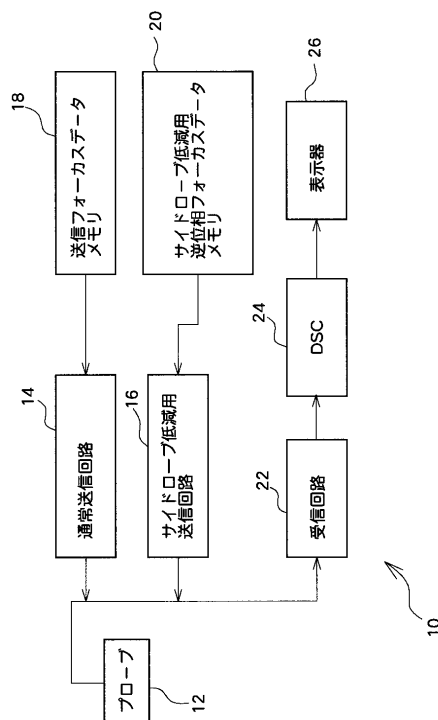 18
送信フォーカスデータ
メモリ
20
サイドローブ低減用
逆位相フォーカスデータ
メモリ
26
表示器
14
通常送信回路
16
サイドローブ低減用
送信回路
24
DSC
22
受信回路
プローブ
12
10